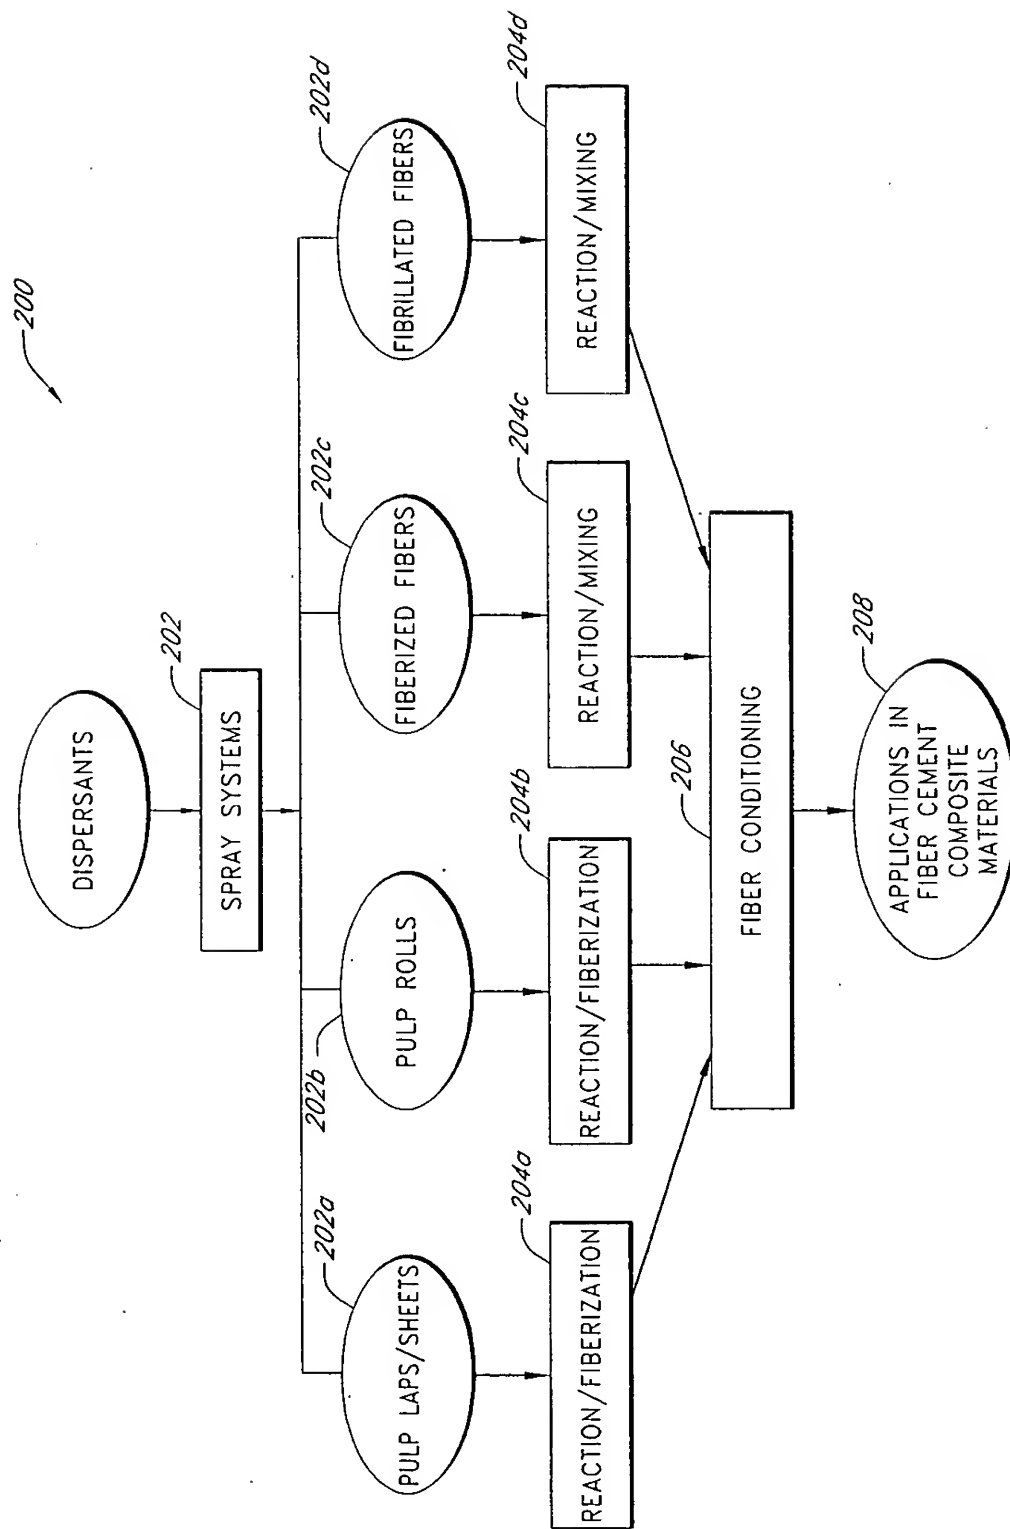 200
DISPERSANTS
202
SPRAY SYSTEMS
202a
PULP LAPS/SHEETS
202b
PULP ROLLS
202c
FIBERIZED FIBERS
202d
FIBRILLATED FIBERS
204a
REACTION/FIBERIZATION
204b
REACTION/FIBERIZATION
204c
REACTION/MIXING
204d
REACTION/MIXING
206
FIBER CONDITIONING
208
APPLICATIONS IN
FIBER CEMENT
COMPOSITE
MATERIALS